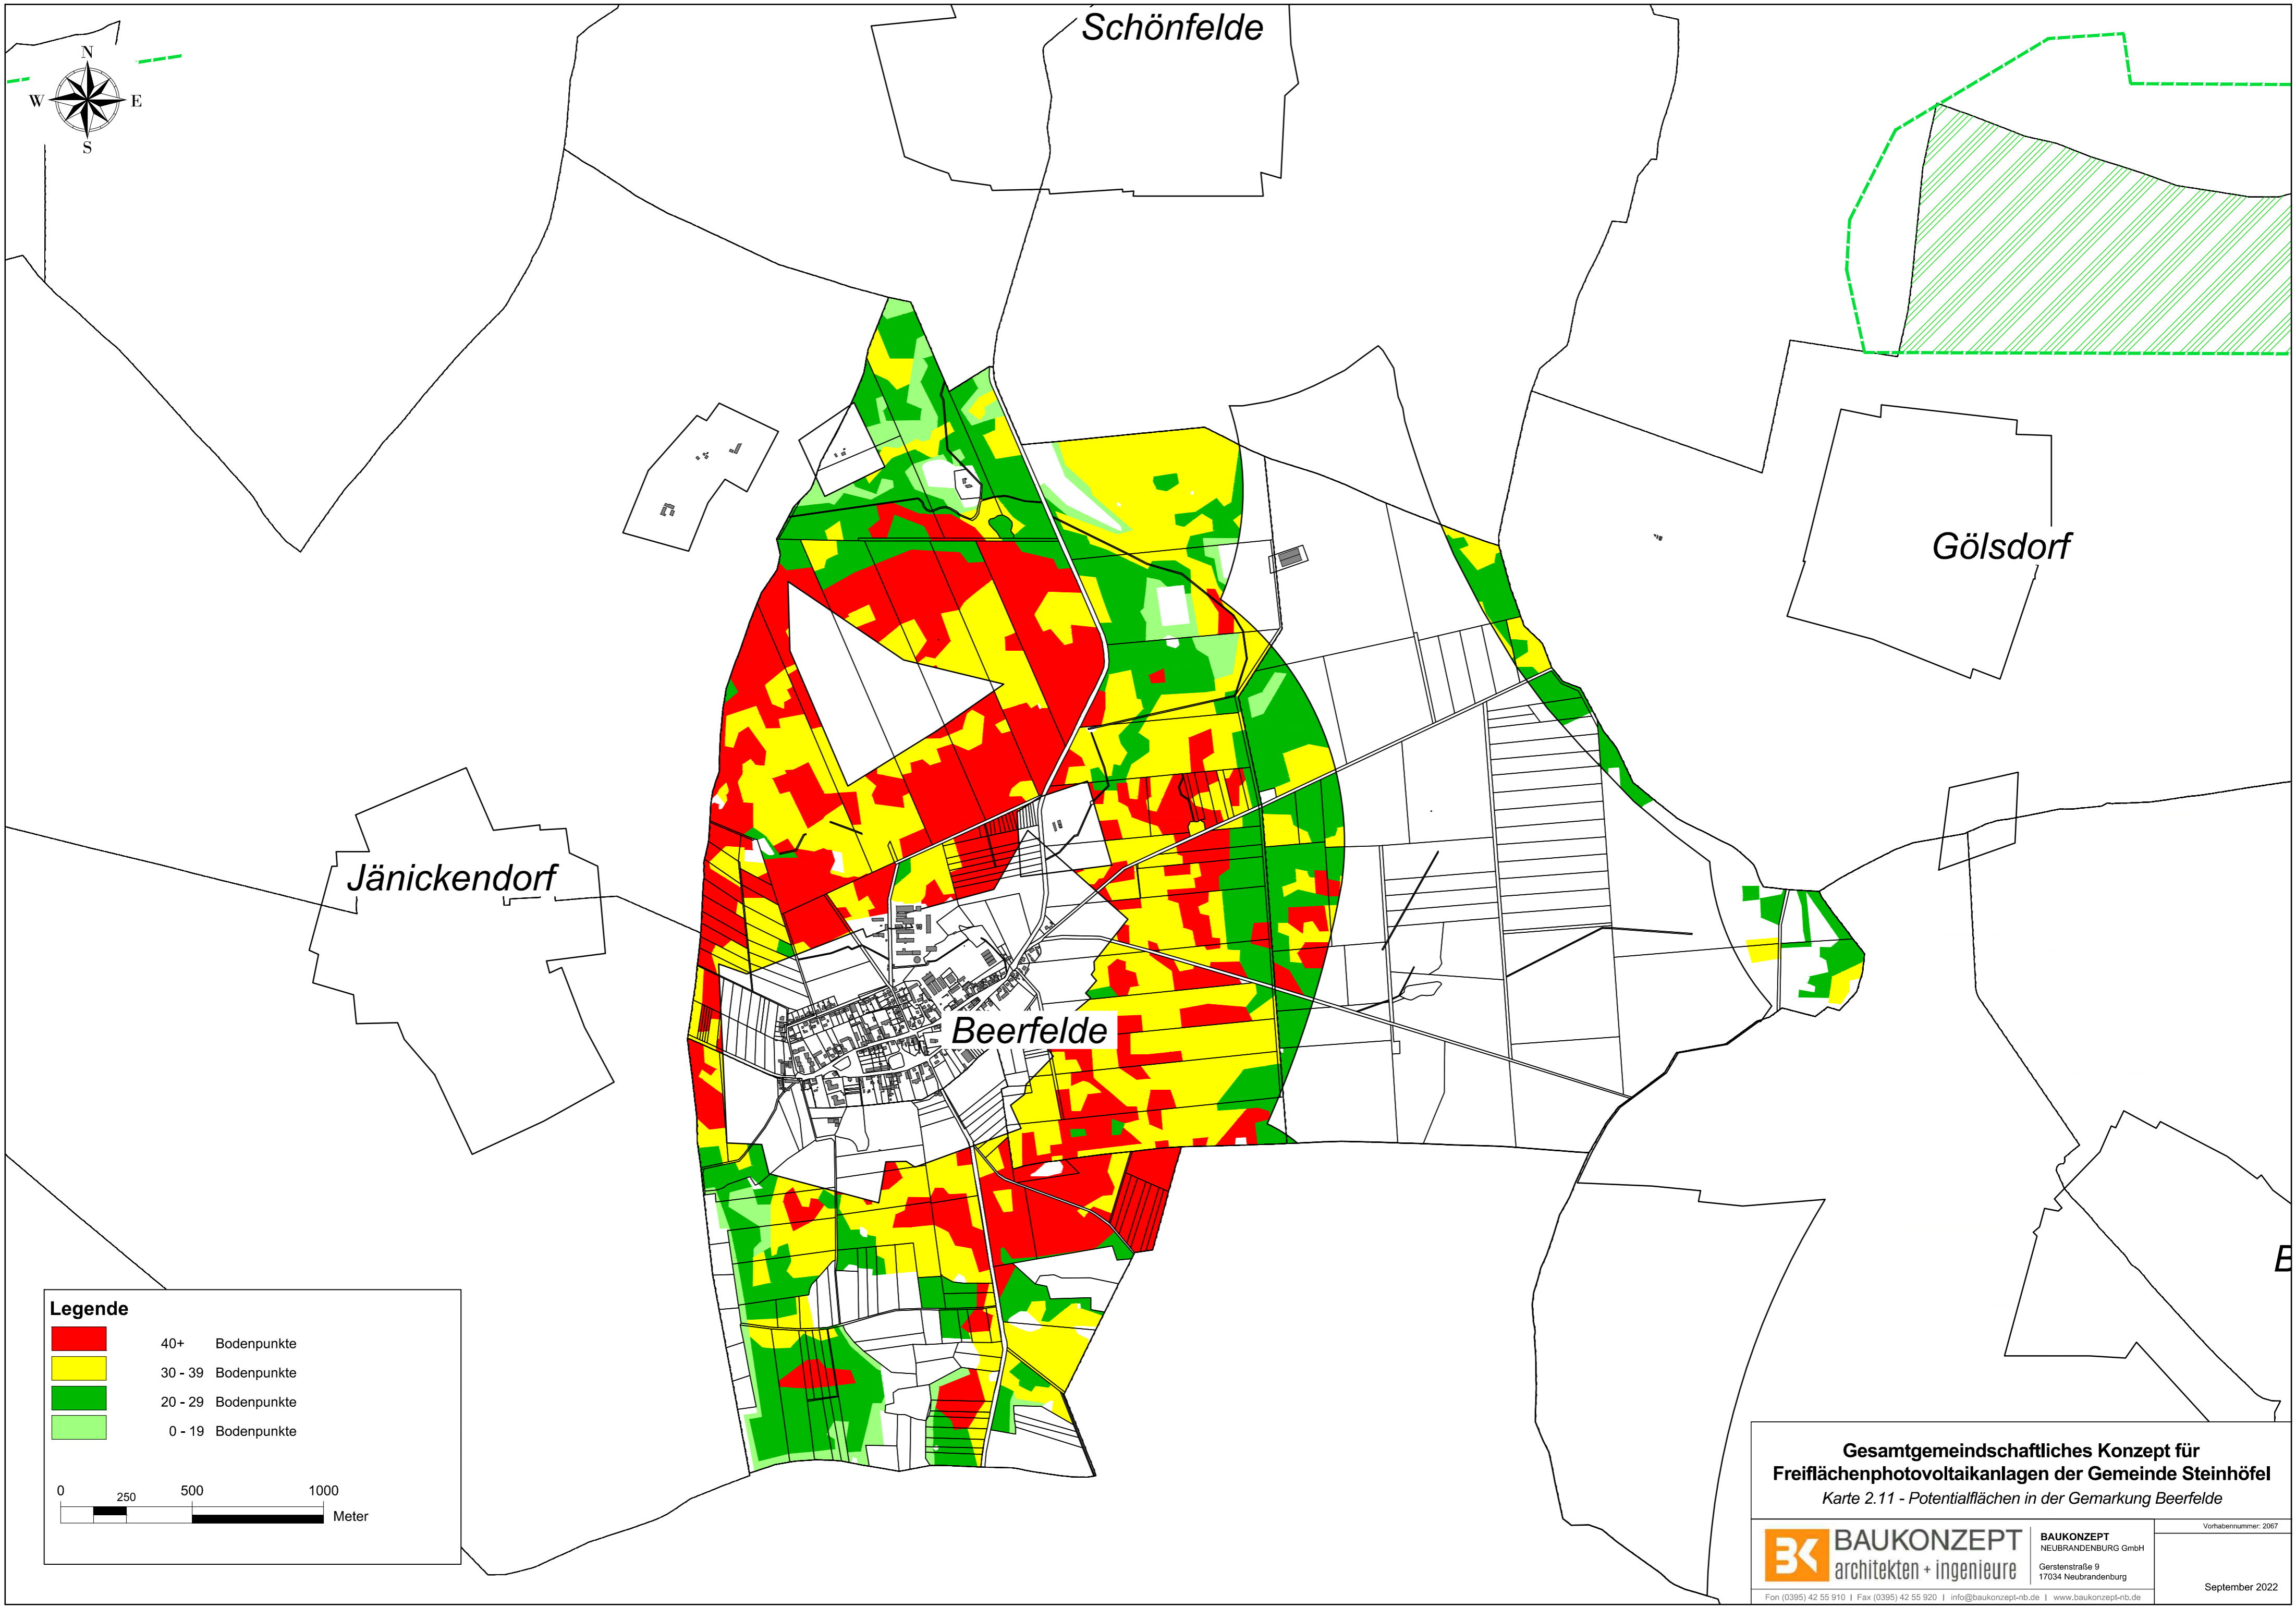 Schönfelde
N
W
E
S
Gölsdorf
Jänickendorf
Beerfelde
Legende
40+ Bodenpunkte
30 - 39 Bodenpunkte
20 - 29 Bodenpunkte
0 - 19 Bodenpunkte
0 250 500 1000
Meter
Gesamtgemeindschaftliches Konzept für
Freiflächenphotovoltaikanlagen der Gemeinde Steinhöfel
Karte 2.11 - Potentialflächen in der Gemarkung Beerfelde
BK
BAUKONZEPT
architekten + ingenieure
BAUKONZEPT
NEUBRANDENBURG GmbH
Gerstenstraße 9
17034 Neubrandenburg
Fon (0395) 42 55 910 | Fax (0395) 42 55 920 | info@baukonzept-nb.de | www.baukonzept-nb.de
Vorhabennummer: 2067
September 2022